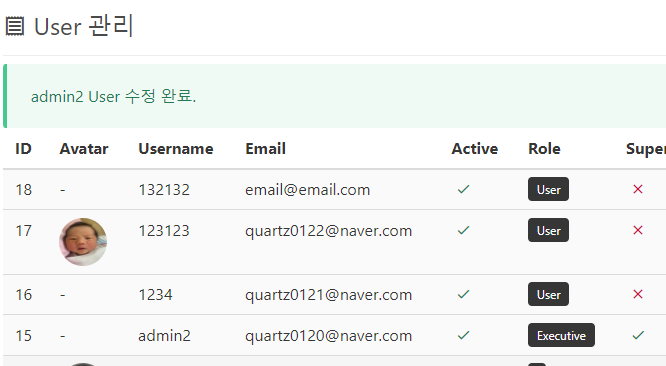 User 관리
admin2 User 수정 완료.
ID Avatar Username Email Active Role Super
18 - 132132 email@email.com User
17 123123 quartz0122@naver.com User
16 - 1234 quartz0121@naver.com User
15 - admin2 quartz0120@naver.com Executive